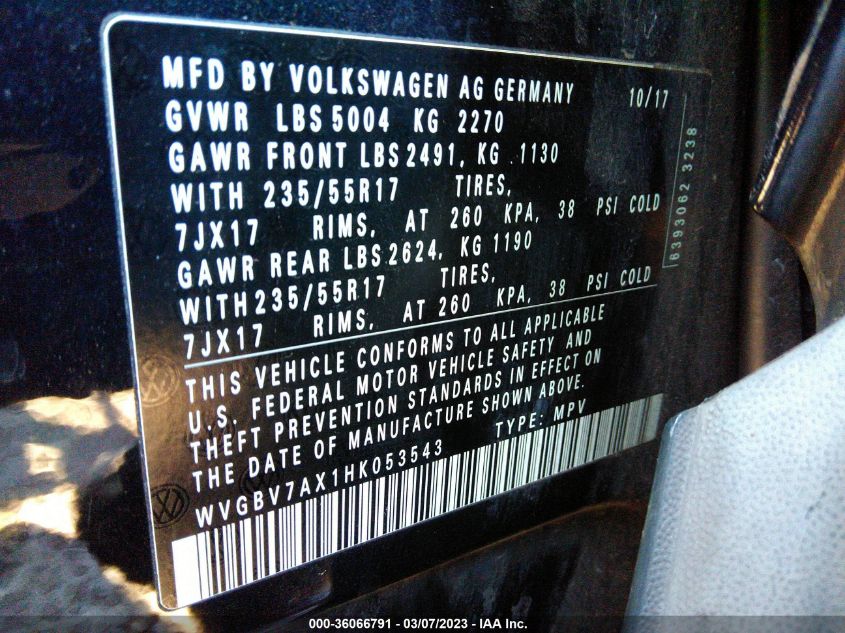 MFD BY VOLKSWAGEN AG GERMANY 10/17
GVWR LBS 5004 KG 2270
GAWR FRONT LBS 2491, KG 1130
WITH 235/55R17 TIRES,
7JX17 RIMS, AT 260 KPA, 38 PSI COLD
GAWR REAR LBS 2624, KG 1190
WITH 235/55R17 TIRES,
7JX17 RIMS, AT 260 KPA, 38 PSI COLD
THIS VEHICLE CONFORMS TO ALL APPLICABLE
U.S. FEDERAL MOTOR VEHICLE SAFETY AND
THEFT PREVENTION STANDARDS IN EFFECT ON
THE DATE OF MANUFACTURE SHOWN ABOVE.
WVGBV7AX1HK053543 TYPE: MPV
6393062 3238
000-36066791 — 03/07/2023 — IAA Inc.